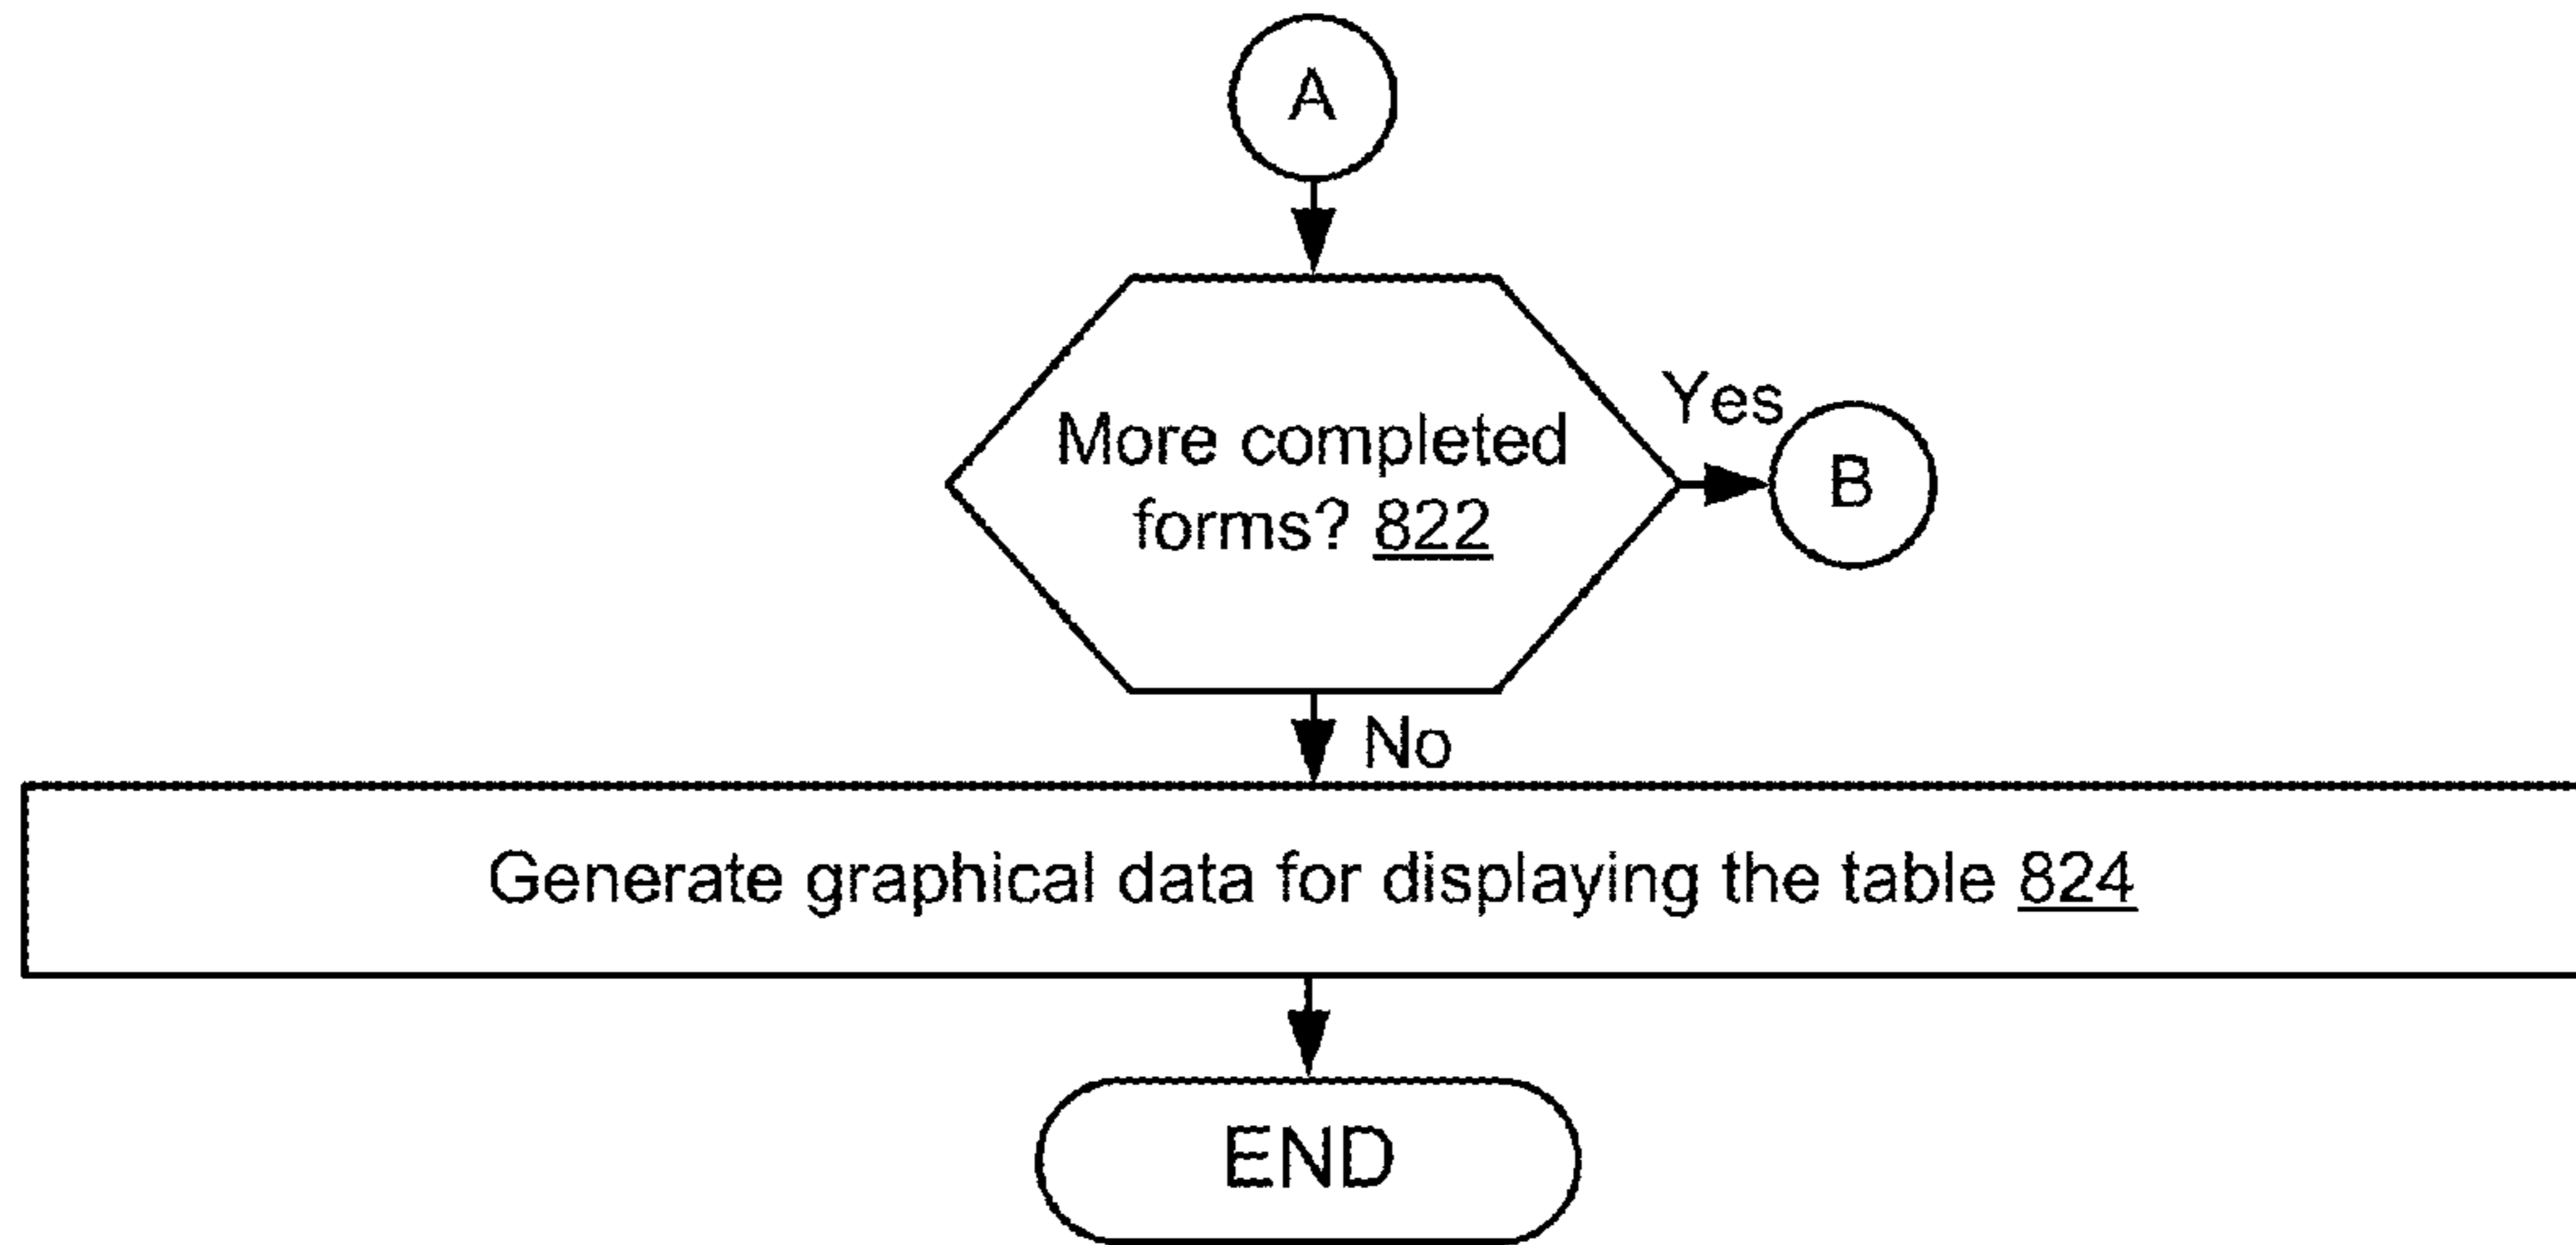 A
More completed
forms? 822
Yes
B
No
Generate graphical data for displaying the table 824
END